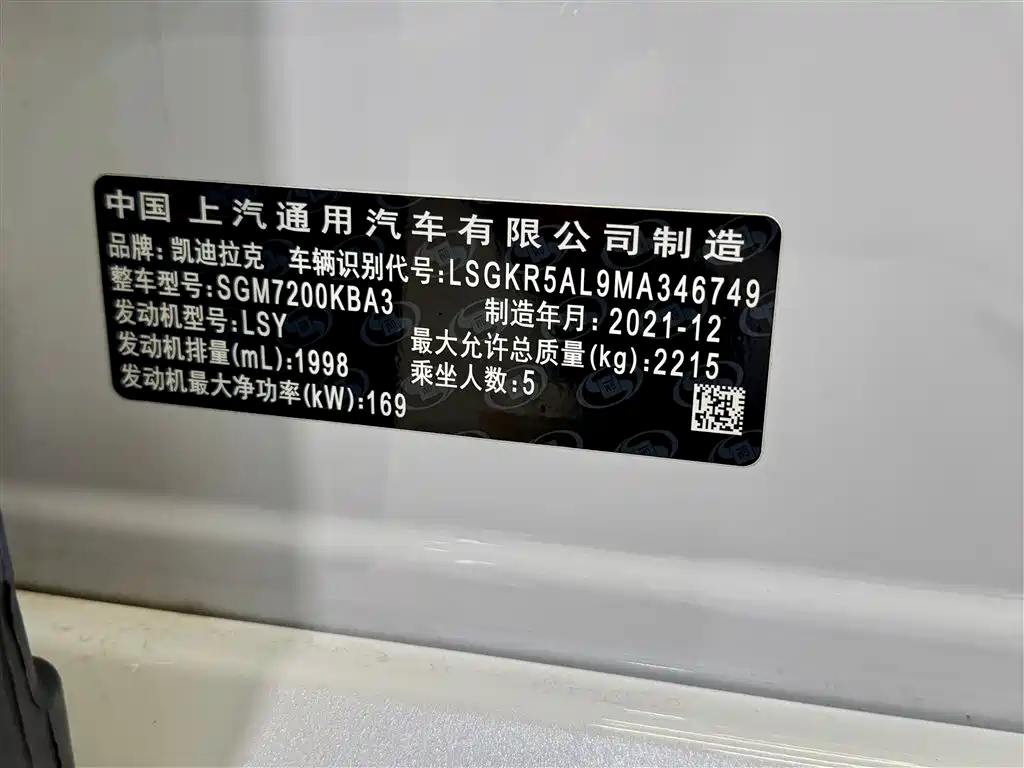 中国 上汽通用汽车有限公司制造
品牌: 凯迪拉克 车辆识别代号:LSGKR5AL9MA346749
整车型号:SGM7200KBA3 制造年月: 2021-12
发动机型号:LSY 最大允许总质量(kg):2215
发动机排量(mL):1998 乘坐人数:5
发动机最大净功率(kW):169